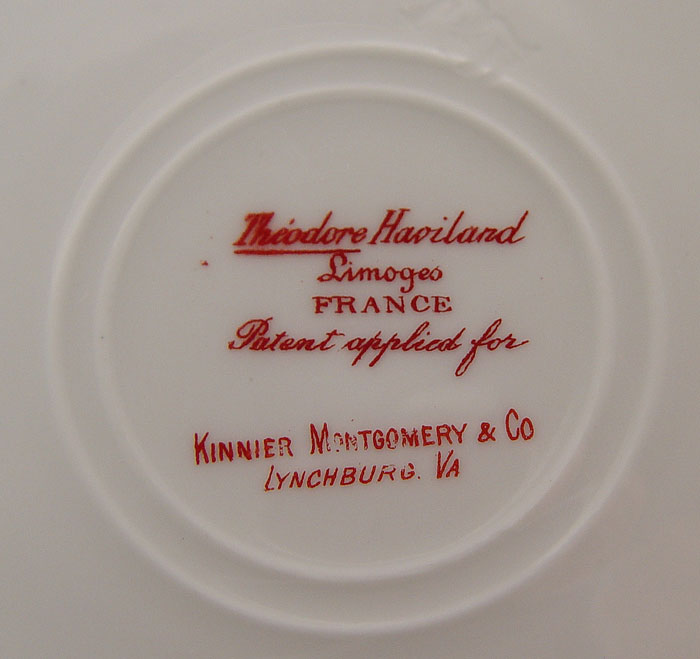 Théodore Haviland
Limoges
FRANCE
Patent applied for
KINNIER MONTGOMERY & CO
LYNCHBURG. VA